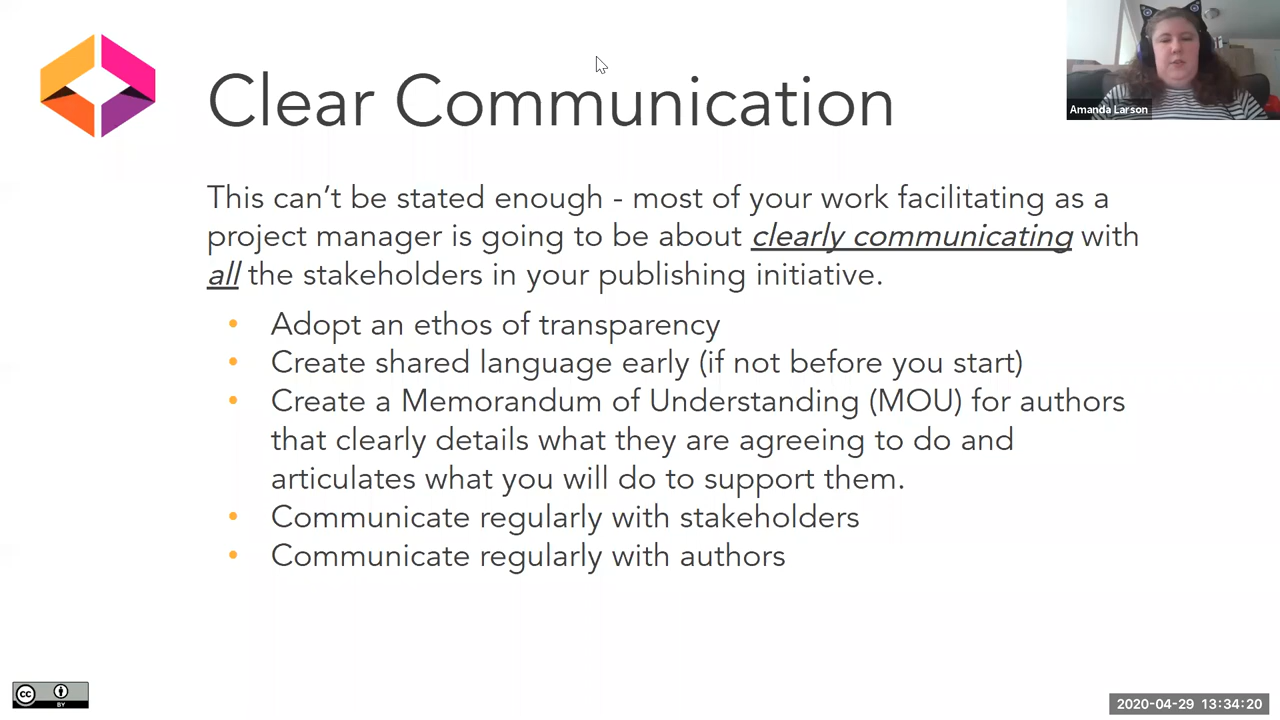 Clear Communication
Amanda Larson
This can’t be stated enough - most of your work facilitating as a
project manager is going to be about clearly communicating with
all the stakeholders in your publishing initiative.
• Adopt an ethos of transparency
• Create shared language early (if not before you start)
• Create a Memorandum of Understanding (MOU) for authors
that clearly details what they are agreeing to do and
articulates what you will do to support them.
• Communicate regularly with stakeholders
• Communicate regularly with authors
cc
BY
2020-04-29 13:34:20